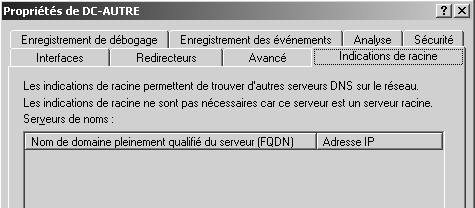 Propriétés de DC-AUTRE
Enregistrement de débogage Enregistrement des événements Analyse Sécurité
Interfaces Redirecteurs Avancé Indications de racine
Les indications de racine permettent de trouver d'autres serveurs DNS sur le réseau.
Les indications de racine ne sont pas nécessaires car ce serveur est un serveur racine.
Serveurs de noms :
Nom de domaine pleinement qualifié du serveur (FQDN) Adresse IP